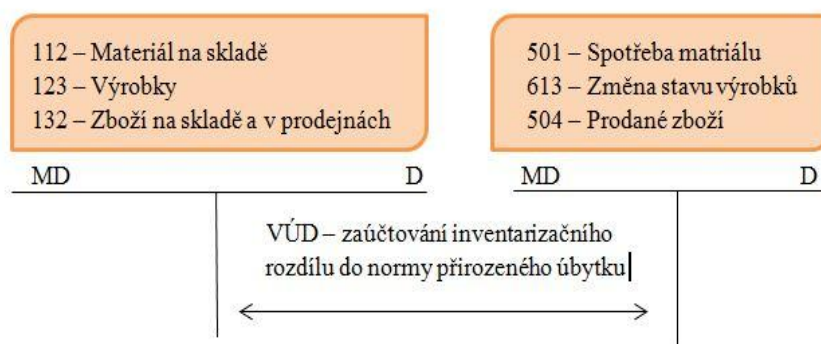 112 – Materiál na skladě
123 – Výrobky
132 – Zboží na skladě a v prodejnách
501 – Spotřeba matriálu
613 – Změna stavu výrobků
504 – Prodané zboží
MD D
MD D
VÚD – zaúčtování inventarizačního
rozdílu do normy přirozeného úbytku